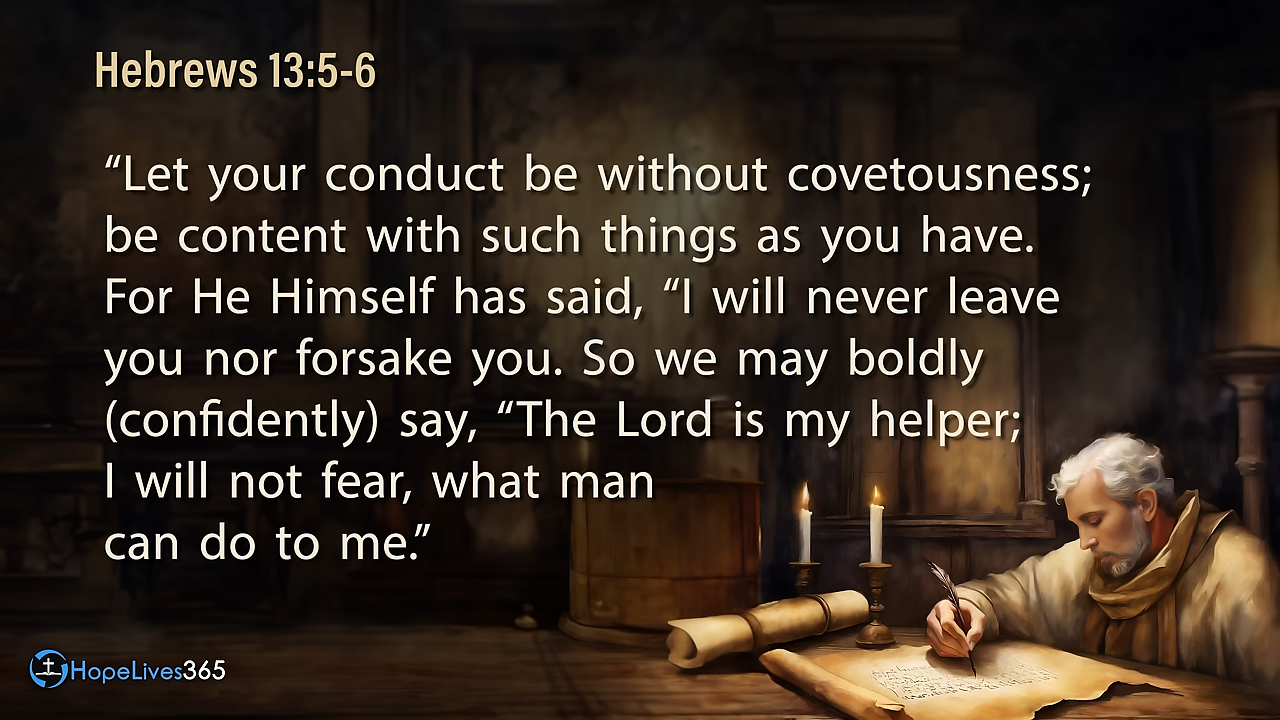 Hebrews 13:5-6
“Let your conduct be without covetousness;
be content with such things as you have.
For He Himself has said, “I will never leave
you nor forsake you. So we may boldly
(confidently) say, “The Lord is my helper;
I will not fear, what man
can do to me.”
HopeLives365